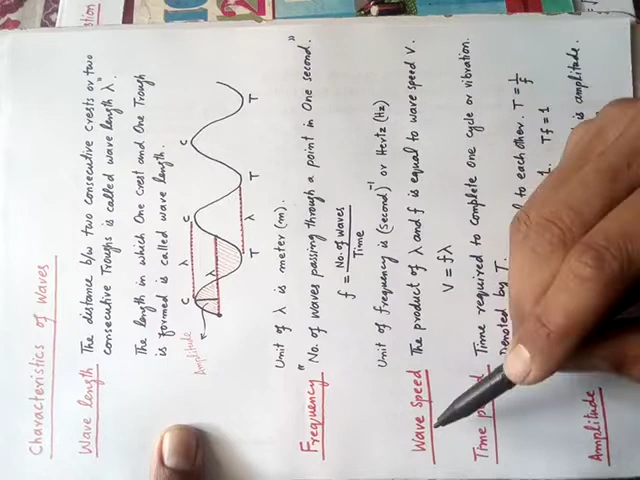 Characteristics of Waves
Wave length The distance b/w two consecutive crests or two
consecutive Troughs is called wave length λ".
The length in which One Crest and One Trough
is formed is called wave length.
Amplitude
C λ C C
λ
T λ T T
Unit of λ is meter (m)
Frequency "No. of waves passing through a point in One second."
f = No. of waves / Time
Unit of frequency is (second)⁻¹ or Hertz (Hz)
Wave Speed The product of λ and f is equal to wave speed V.
V = fλ
Time Time required to complete one cycle or vibration.
Denoted by T. to each other. T = 1/f
1. Tf = 1
Amplitude is amplitude.